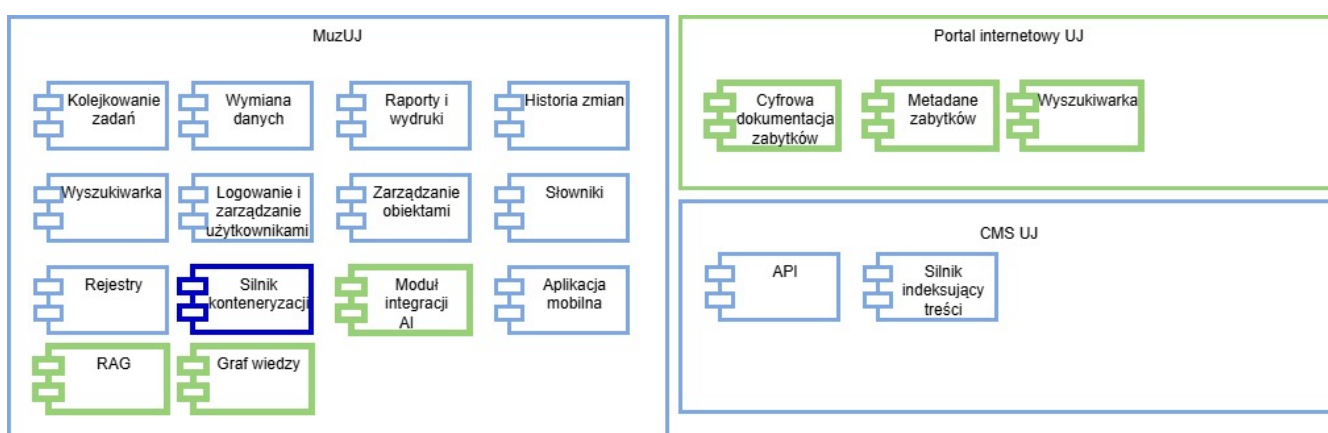 MuzUJ
Kolejkowanie
zadań
Wymiana
danych
Raporty i
wydruki
Historia zmian
Wyszukiwarka
Logowanie i
zarządzanie
użytkownikami
Zarządzanie
obiektami
Słowniki
Rejestry
Silnik
konteneryzacji
Moduł
integracji
AI
Aplikacja
mobilna
RAG
Graf wiedzy
Portal internetowy UJ
Cyfrowa
dokumentacja
zabytków
Metadane
zabytków
Wyszukiwarka
CMS UJ
API
Silnik
indeksujący
treści